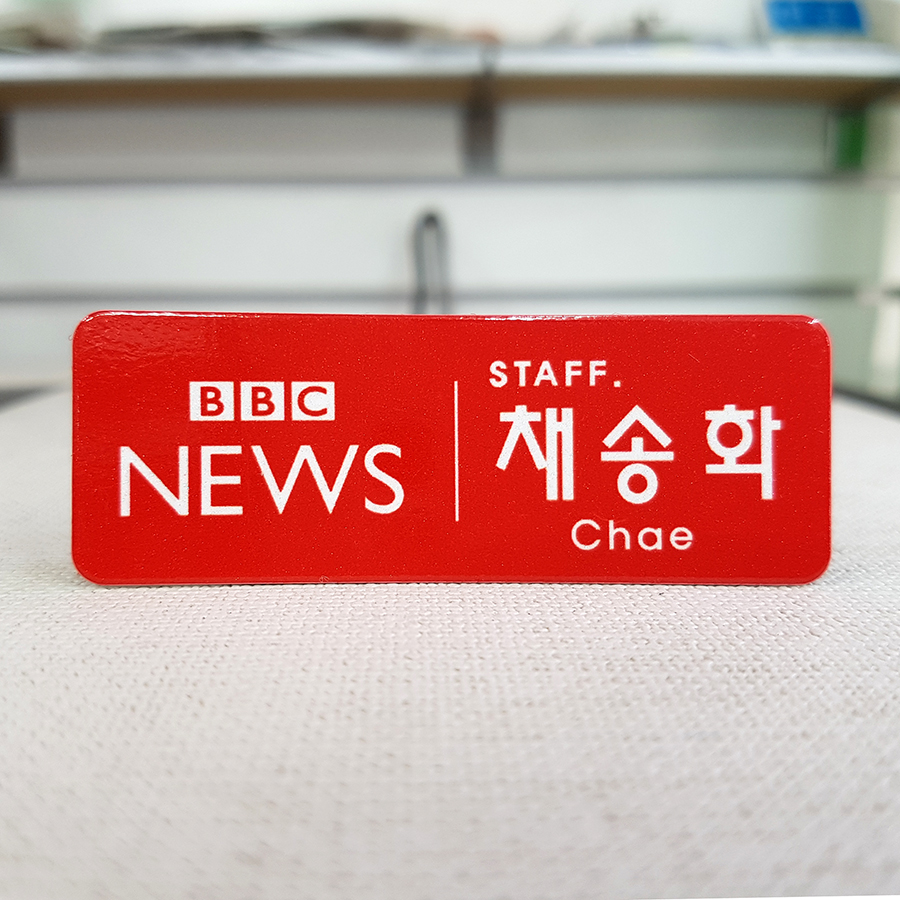 BBC
NEWS
STAFF.
채송화
Chae